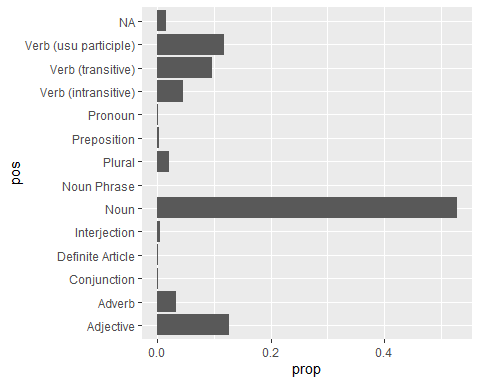 NA
Verb (usu participle)
Verb (transitive)
Verb (intransitive)
Pronoun
Preposition
Plural
Noun Phrase
Noun
Interjection
Definite Article
Conjunction
Adverb
Adjective
pos
0.0 0.2 0.4
prop